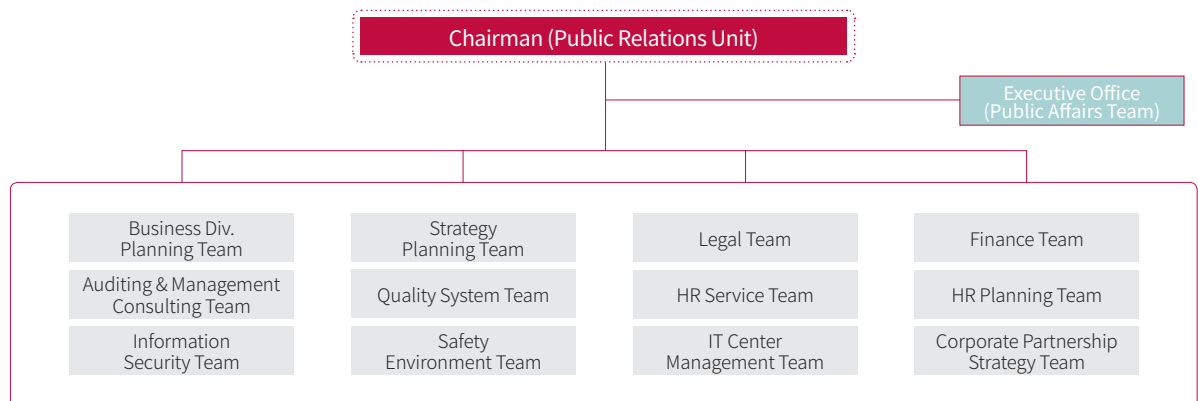 Chairman (Public Relations Unit)
Executive Office
(Public Affairs Team)
Business Div.
Planning Team
Strategy
Planning Team
Legal Team
Finance Team
Auditing & Management
Consulting Team
Quality System Team
HR Service Team
HR Planning Team
Information
Security Team
Safety
Environment Team
IT Center
Management Team
Corporate Partnership
Strategy Team